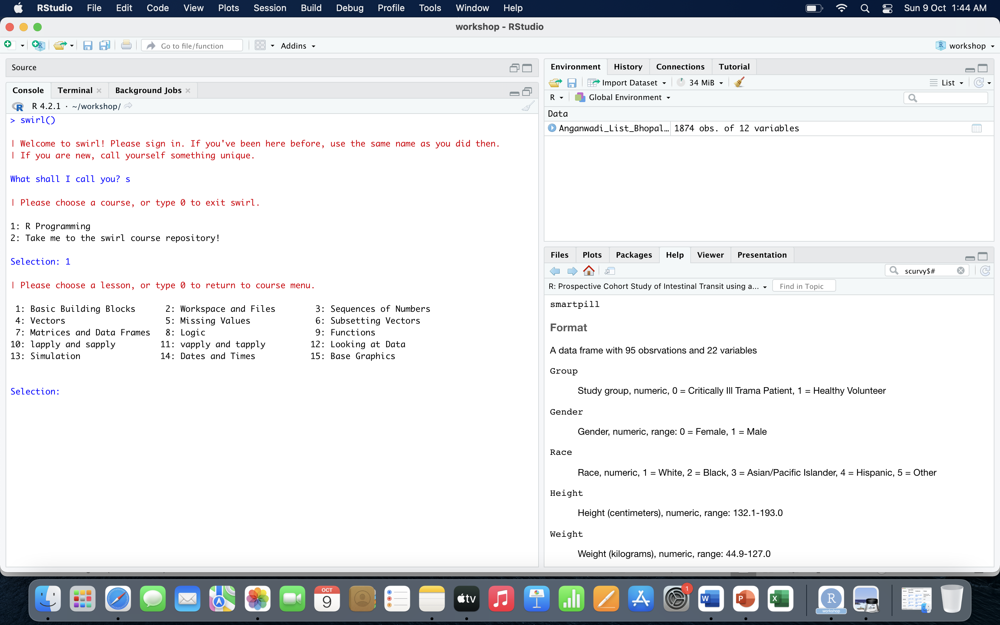 RStudio File Edit Code View Plots Session Build Debug Profile Tools Window Help Sun 9 Oct 1:44 AM
workshop - RStudio
Go to file/function Addins workshop
Source
Console Terminal Background Jobs
R 4.2.1 · ~/workshop/
> swirl()
| Welcome to swirl! Please sign in. If you've been here before, use the same name as you did then.
| If you are new, call yourself something unique.
What shall I call you? s
| Please choose a course, or type 0 to exit swirl.
1: R Programming
2: Take me to the swirl course repository!
Selection: 1
| Please choose a lesson, or type 0 to return to course menu.
1: Basic Building Blocks 2: Workspace and Files 3: Sequences of Numbers
4: Vectors 5: Missing Values 6: Subsetting Vectors
7: Matrices and Data Frames 8: Logic 9: Functions
10: lapply and sapply 11: vapply and tapply 12: Looking at Data
13: Simulation 14: Dates and Times 15: Base Graphics
Selection:
Environment History Connections Tutorial
Import Dataset 34 MiB List
R Global Environment
Data
Anganwadi_List_Bhopal… 1874 obs. of 12 variables
Files Plots Packages Help Viewer Presentation
scurvy$#
R: Prospective Cohort Study of Intestinal Transit using a... Find in Topic
smartpill
Format
A data frame with 95 obsrvations and 22 variables
Group
Study group, numeric, 0 = Critically Ill Trama Patient, 1 = Healthy Volunteer
Gender
Gender, numeric, range: 0 = Female, 1 = Male
Race
Race, numeric, 1 = White, 2 = Black, 3 = Asian/Pacific Islander, 4 = Hispanic, 5 = Other
Height
Height (centimeters), numeric, range: 132.1-193.0
Weight
Weight (kilograms), numeric, range: 44.9-127.0
OCT
9
tv
1
W
P
X
R
workshop